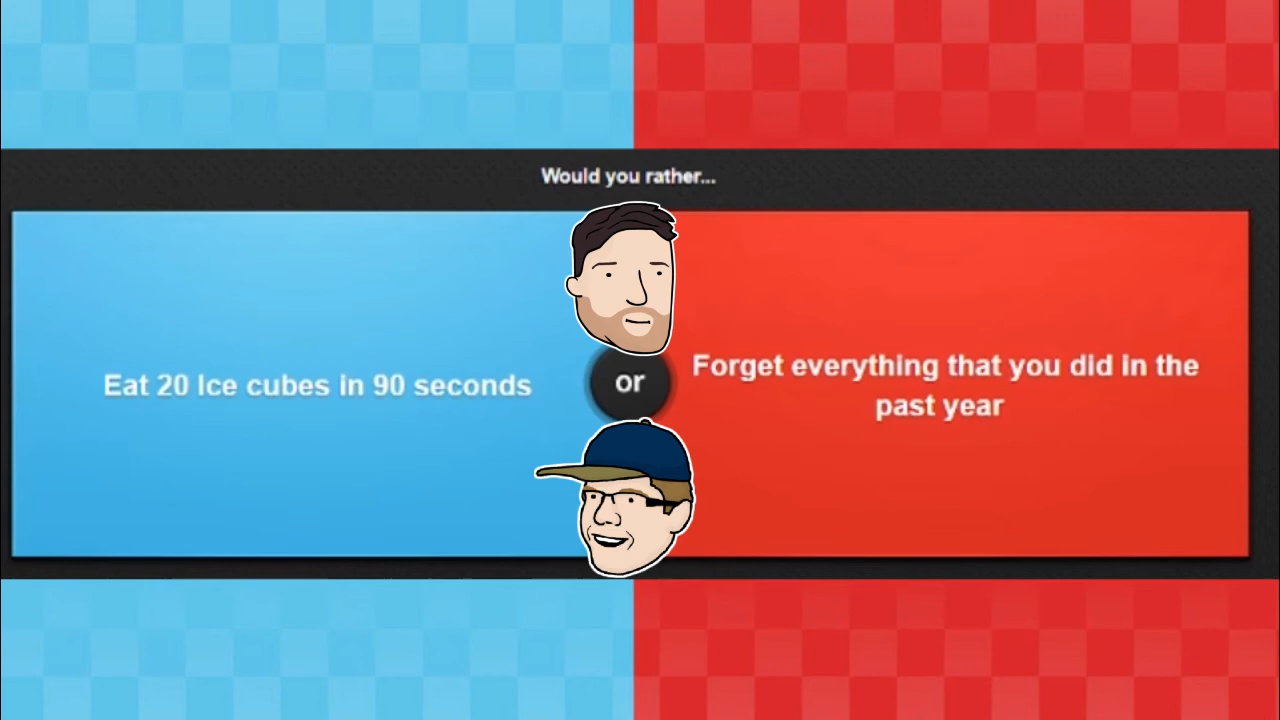 Would you rather...
Eat 20 Ice cubes in 90 seconds
or
Forget everything that you did in the
past year